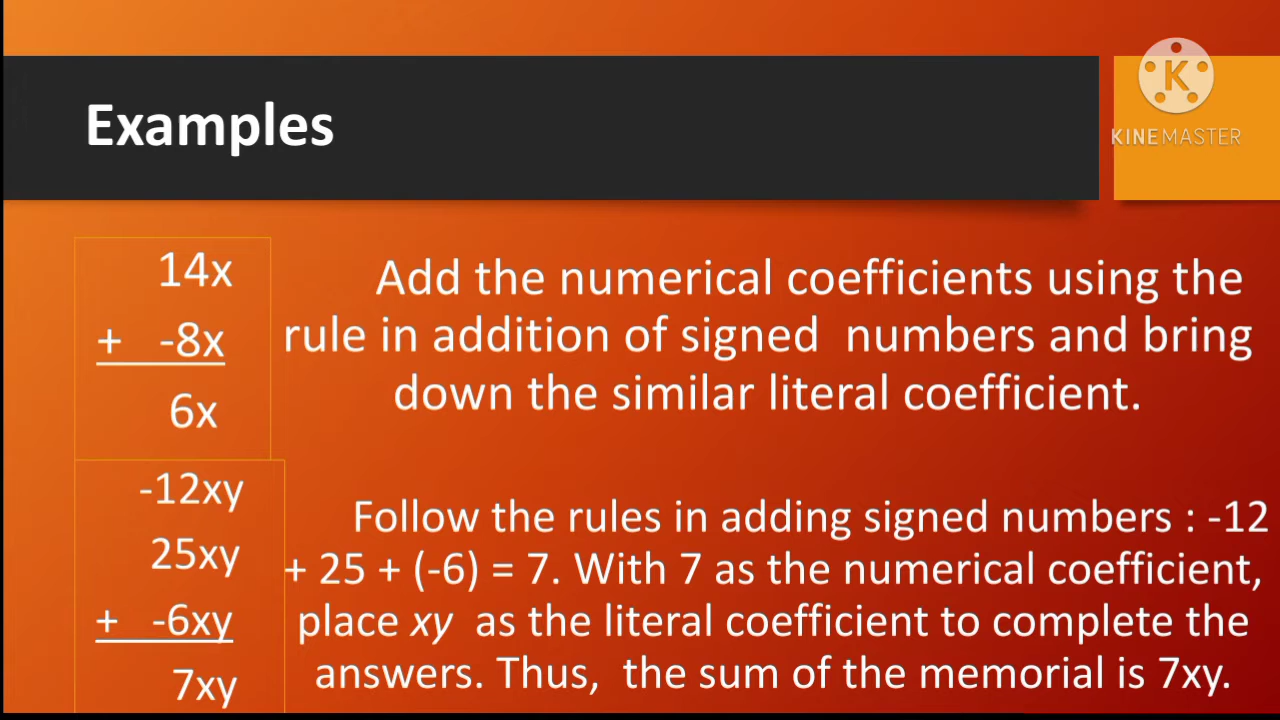 Examples
KINEMASTER
14x
+ -8x
6x
Add the numerical coefficients using the
rule in addition of signed numbers and bring
down the similar literal coefficient.
-12xy
25xy
+ -6xy
7xy
Follow the rules in adding signed numbers : -12
+ 25 + (-6) = 7. With 7 as the numerical coefficient,
place xy as the literal coefficient to complete the
answers. Thus, the sum of the memorial is 7xy.